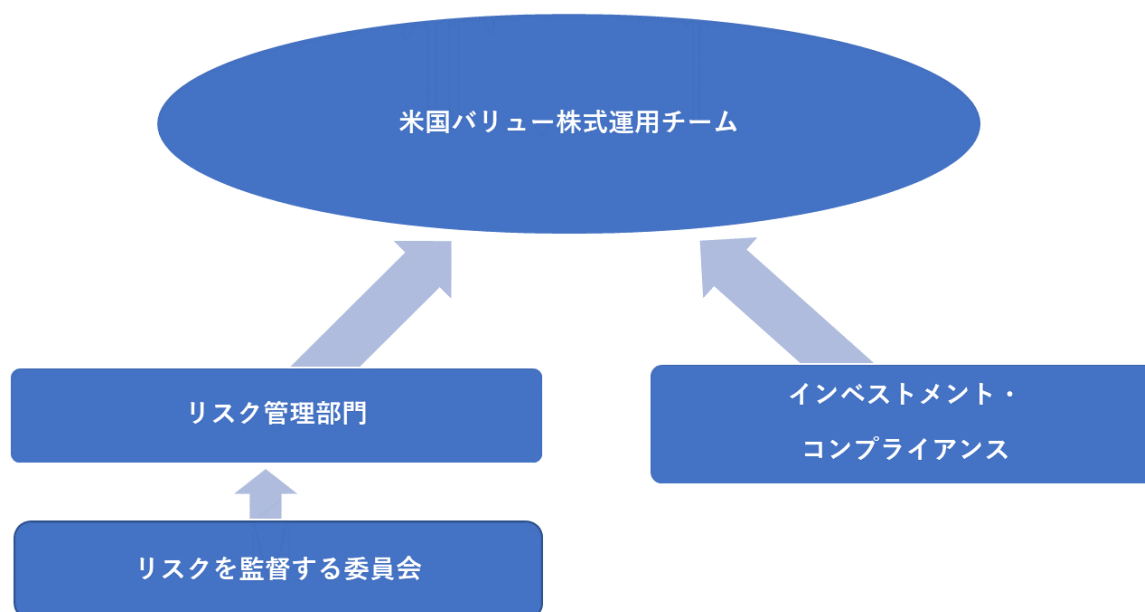 米国バリュー株式運用チーム
リスク管理部門
インベストメント・
コンプライアンス
リスクを監督する委員会